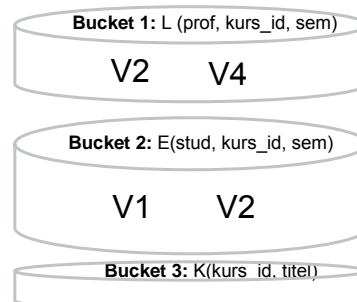 Bucket 1: L (prof, kurs_id, sem)
V2 V4
Bucket 2: E(stud, kurs_id, sem)
V1 V2
Bucket 3: K(kurs_id, titel)